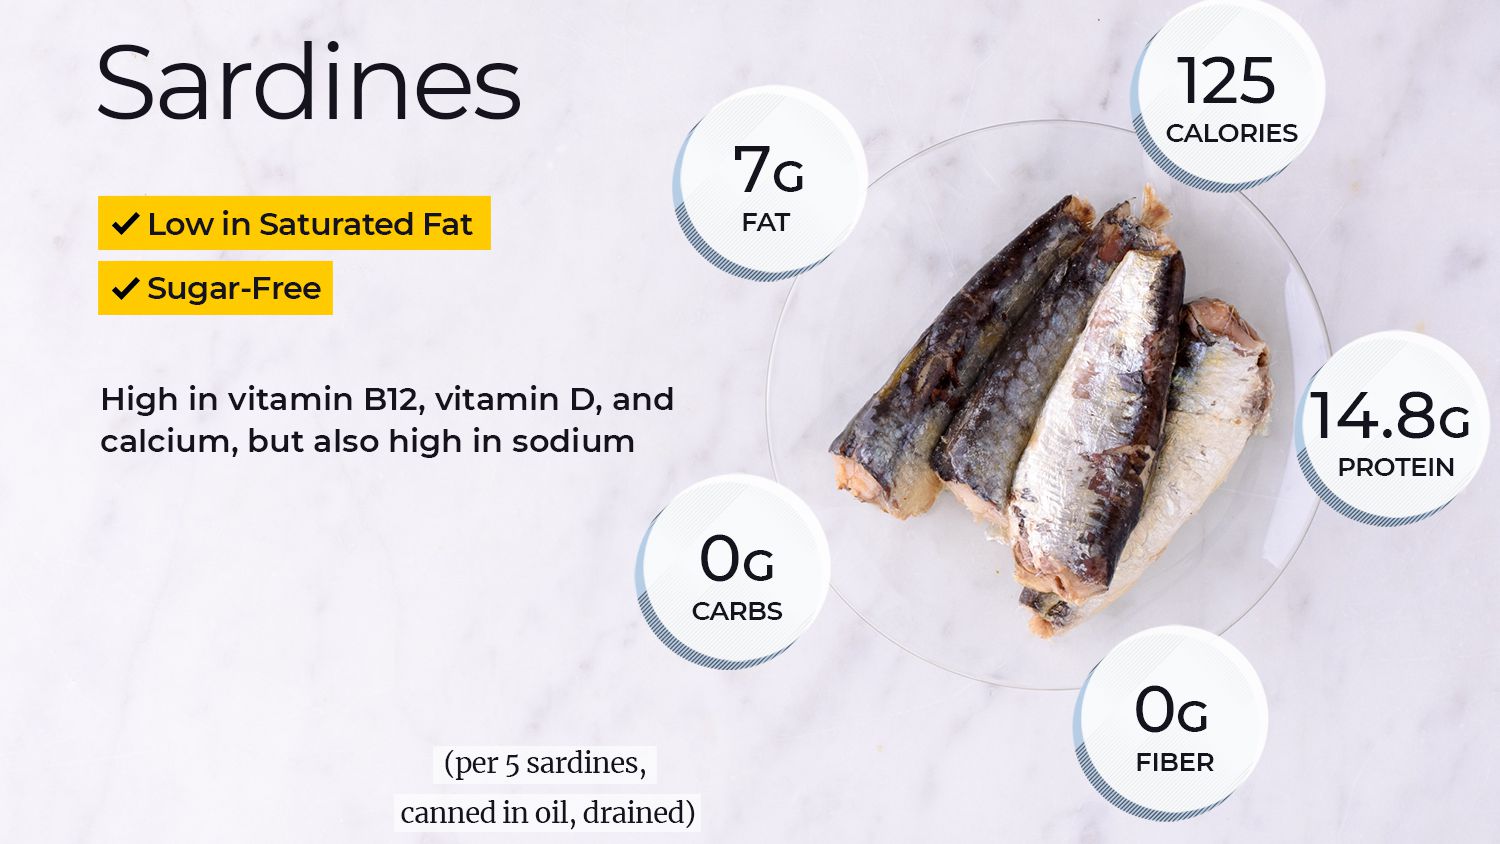 Sardines
✓ Low in Saturated Fat
✓ Sugar-Free
High in vitamin B12, vitamin D, and
calcium, but also high in sodium
125
CALORIES
7G
FAT
14.8G
PROTEIN
0G
CARBS
0G
FIBER
(per 5 sardines,
canned in oil, drained)